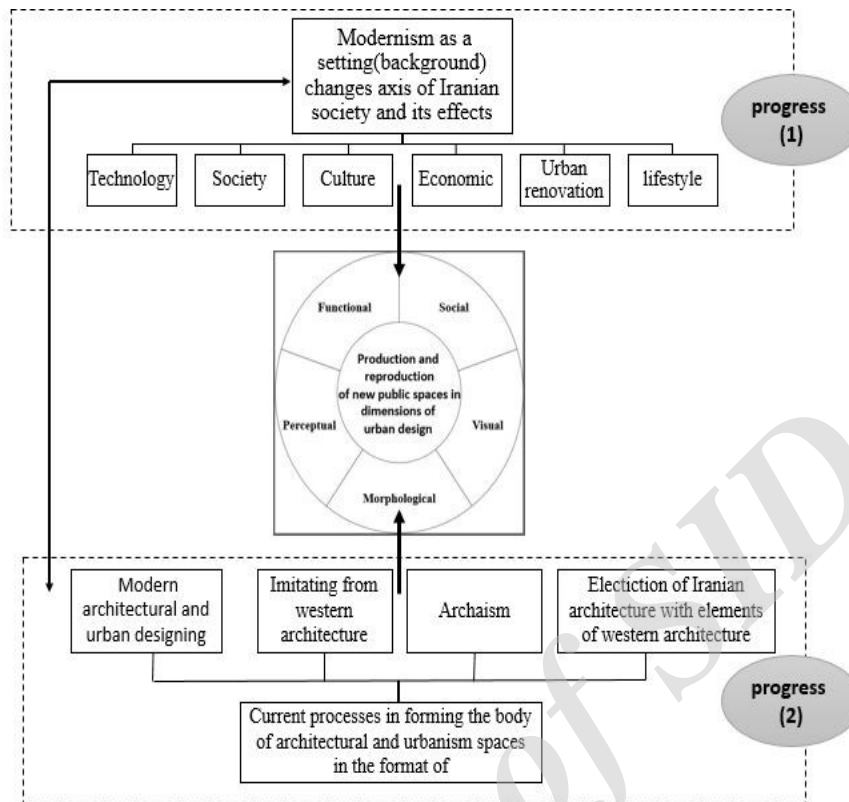 Modernism as a
setting(background)
changes axis of Iranian
society and its effects
progress
(1)
Technology
Society
Culture
Economic
Urban
renovation
lifestyle
Functional
Social
Production and
reproduction
of new public spaces in
dimensions of
urban design
Perceptual
Visual
Morphological
Modern
architectural and
urban designing
Imitating from
western
architecture
Archaism
Electiction of Iranian
architecture with elements
of western architecture
progress
(2)
Current processes in forming the body
of architectural and urbanism spaces
in the format of
of SID